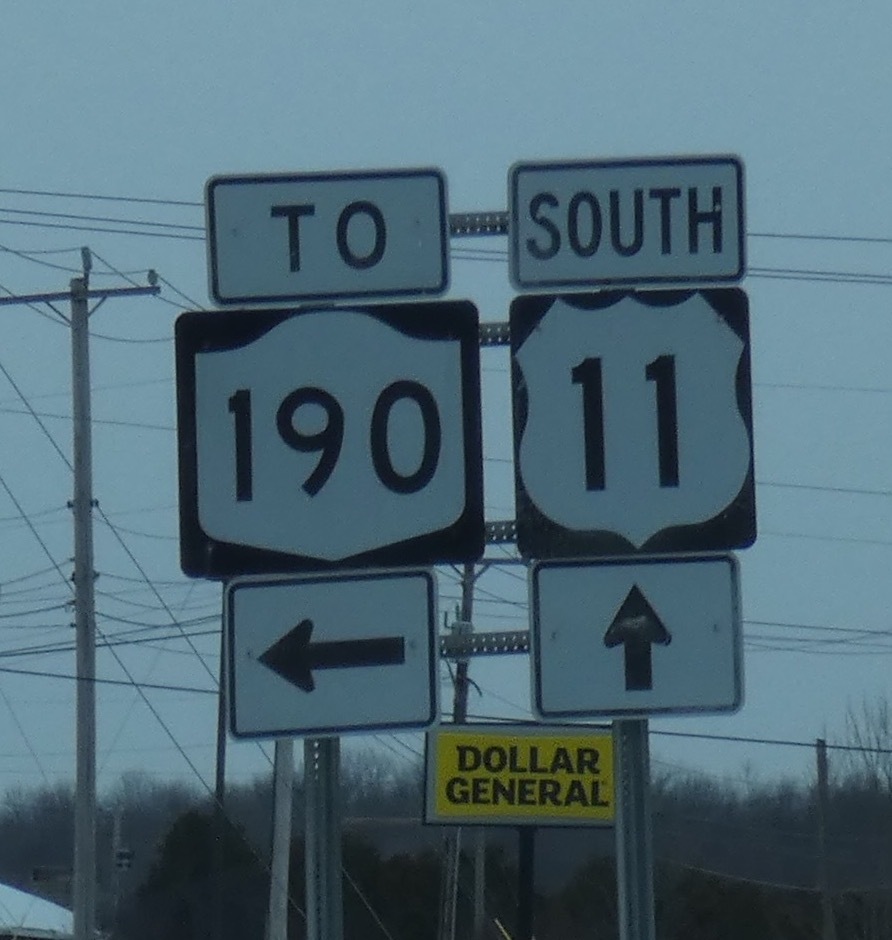 TO
190
SOUTH
11
DOLLAR
GENERAL